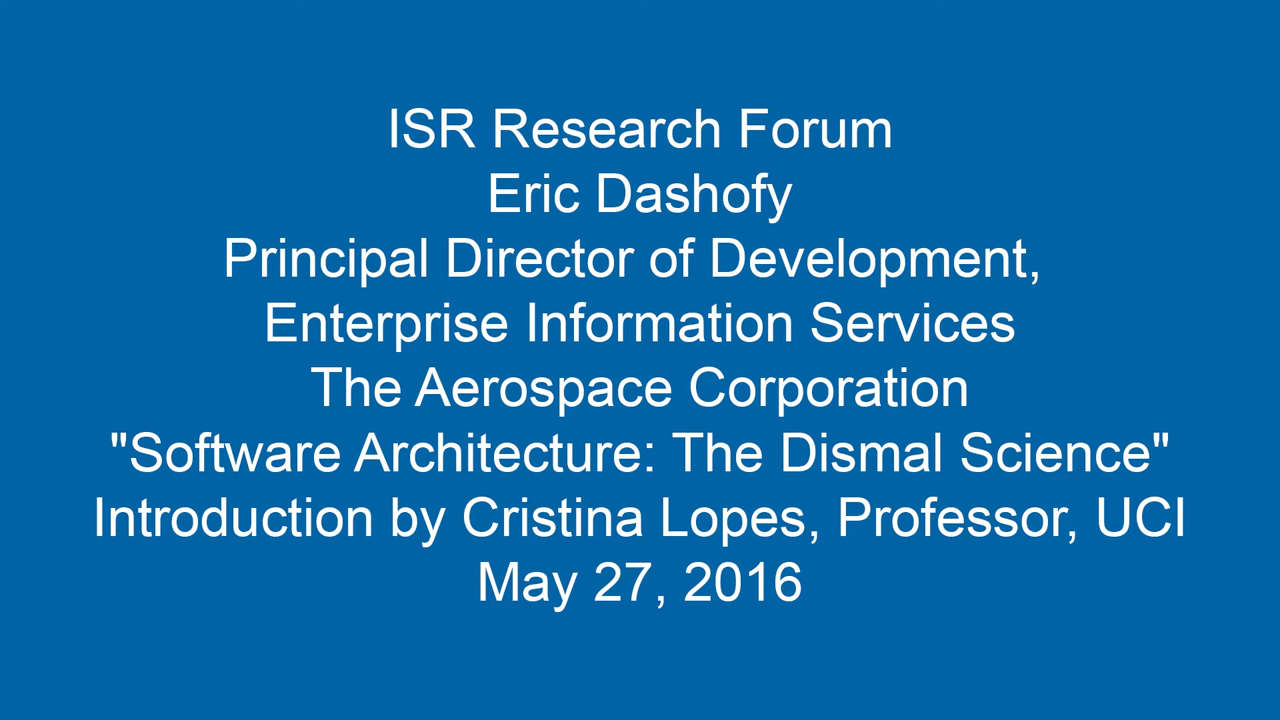 ISR Research Forum
Eric Dashofy
Principal Director of Development,
Enterprise Information Services
The Aerospace Corporation
"Software Architecture: The Dismal Science"
Introduction by Cristina Lopes, Professor, UCI
May 27, 2016